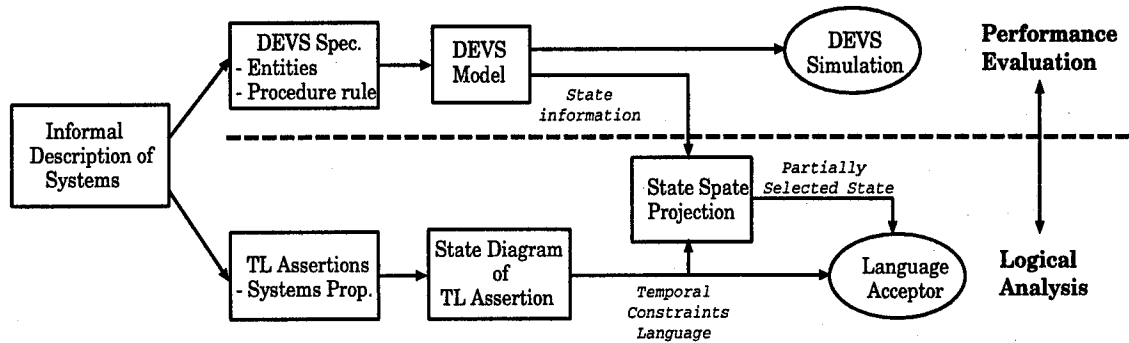 DEVS Spec.
- Entities
- Procedure rule
DEVS
Model
DEVS
Simulation
Performance
Evaluation
State
information
Informal
Description of
Systems
State Spate
Projection
Partially
Selected State
TL Assertions
- Systems Prop.
State Diagram
of
TL Assertion
Temporal
Constraints
Language
Language
Acceptor
Logical
Analysis